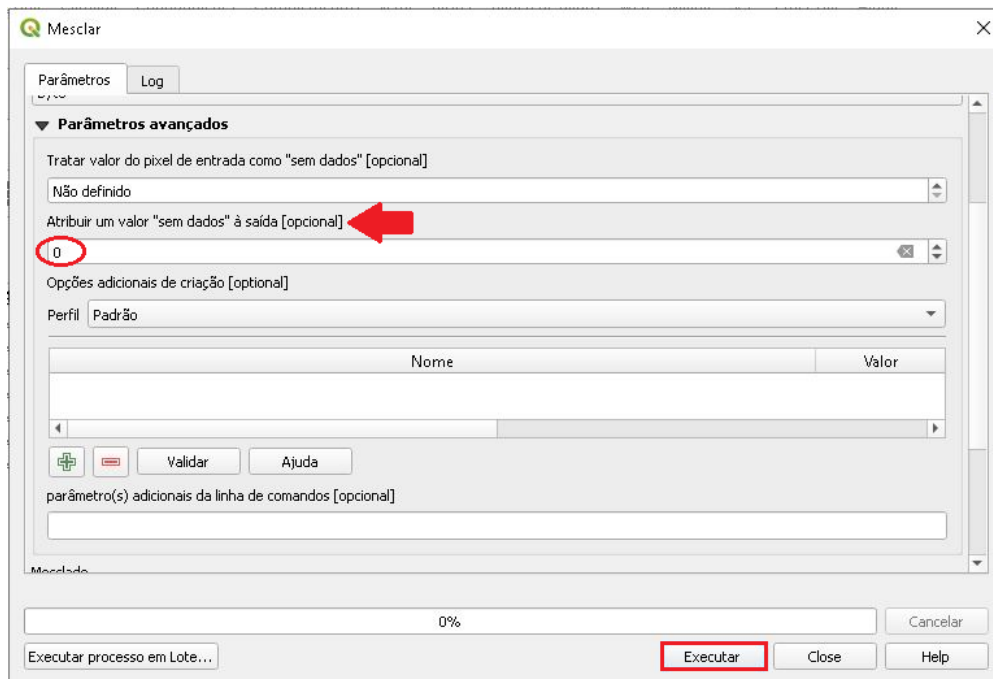 Mesclar
Parâmetros
Log
Byte
Parâmetros avançados
Tratar valor do pixel de entrada como "sem dados" [opcional]
Não definido
Atribuir um valor "sem dados" à saída [opcional]
0
Opções adicionais de criação [optional]
Perfil Padrão
Nome Valor
Validar Ajuda
parâmetro(s) adicionais da linha de comandos [opcional]
Mesclado
0% Cancelar
Executar processo em Lote... Executar Close Help